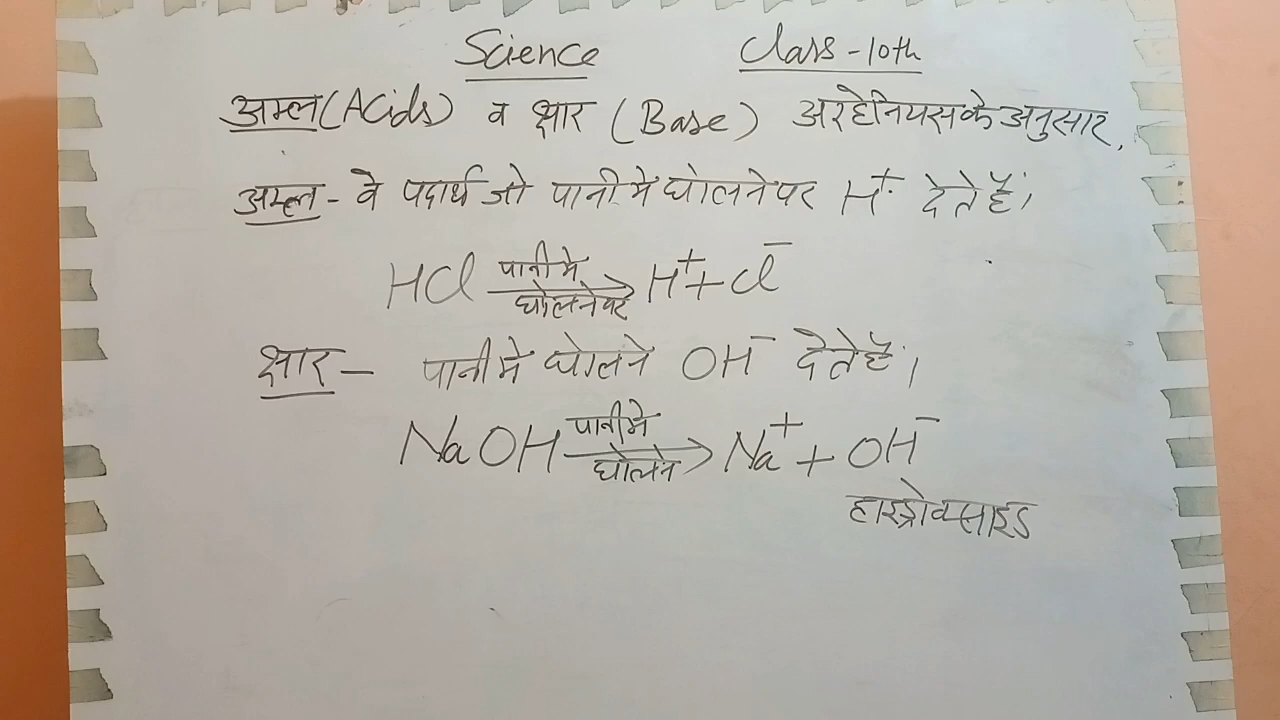 Science Class-10th
अम्ल (Acids) व क्षार (Base) अरहेनियस के अनुसार,
अम्ल - वे पदार्थ जो पानी में घोलने पर H⁺ देते हैं।
HCl पानी में घोलने पर → H⁺ + Cl⁻
क्षार - पानी में घोलने OH⁻ देते हैं।
NaOH पानी में घोलने → Na⁺ + OH⁻
हाइड्रोक्साइड